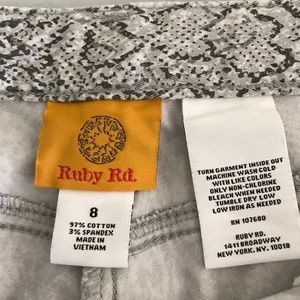 Ruby Rd.
8
97% COTTON
3% SPANDEX
MADE IN
VIETNAM
TURN GARMENT INSIDE OUT
MACHINE WASH COLD
WITH LIKE COLORS
ONLY NON-CHLORINE
BLEACH WHEN NEEDED
TUMBLE DRY LOW
LOW IRON AS NEEDED
RN 107680
RUBY RD.
1411 BROADWAY
NEW YORK, NY. 10018